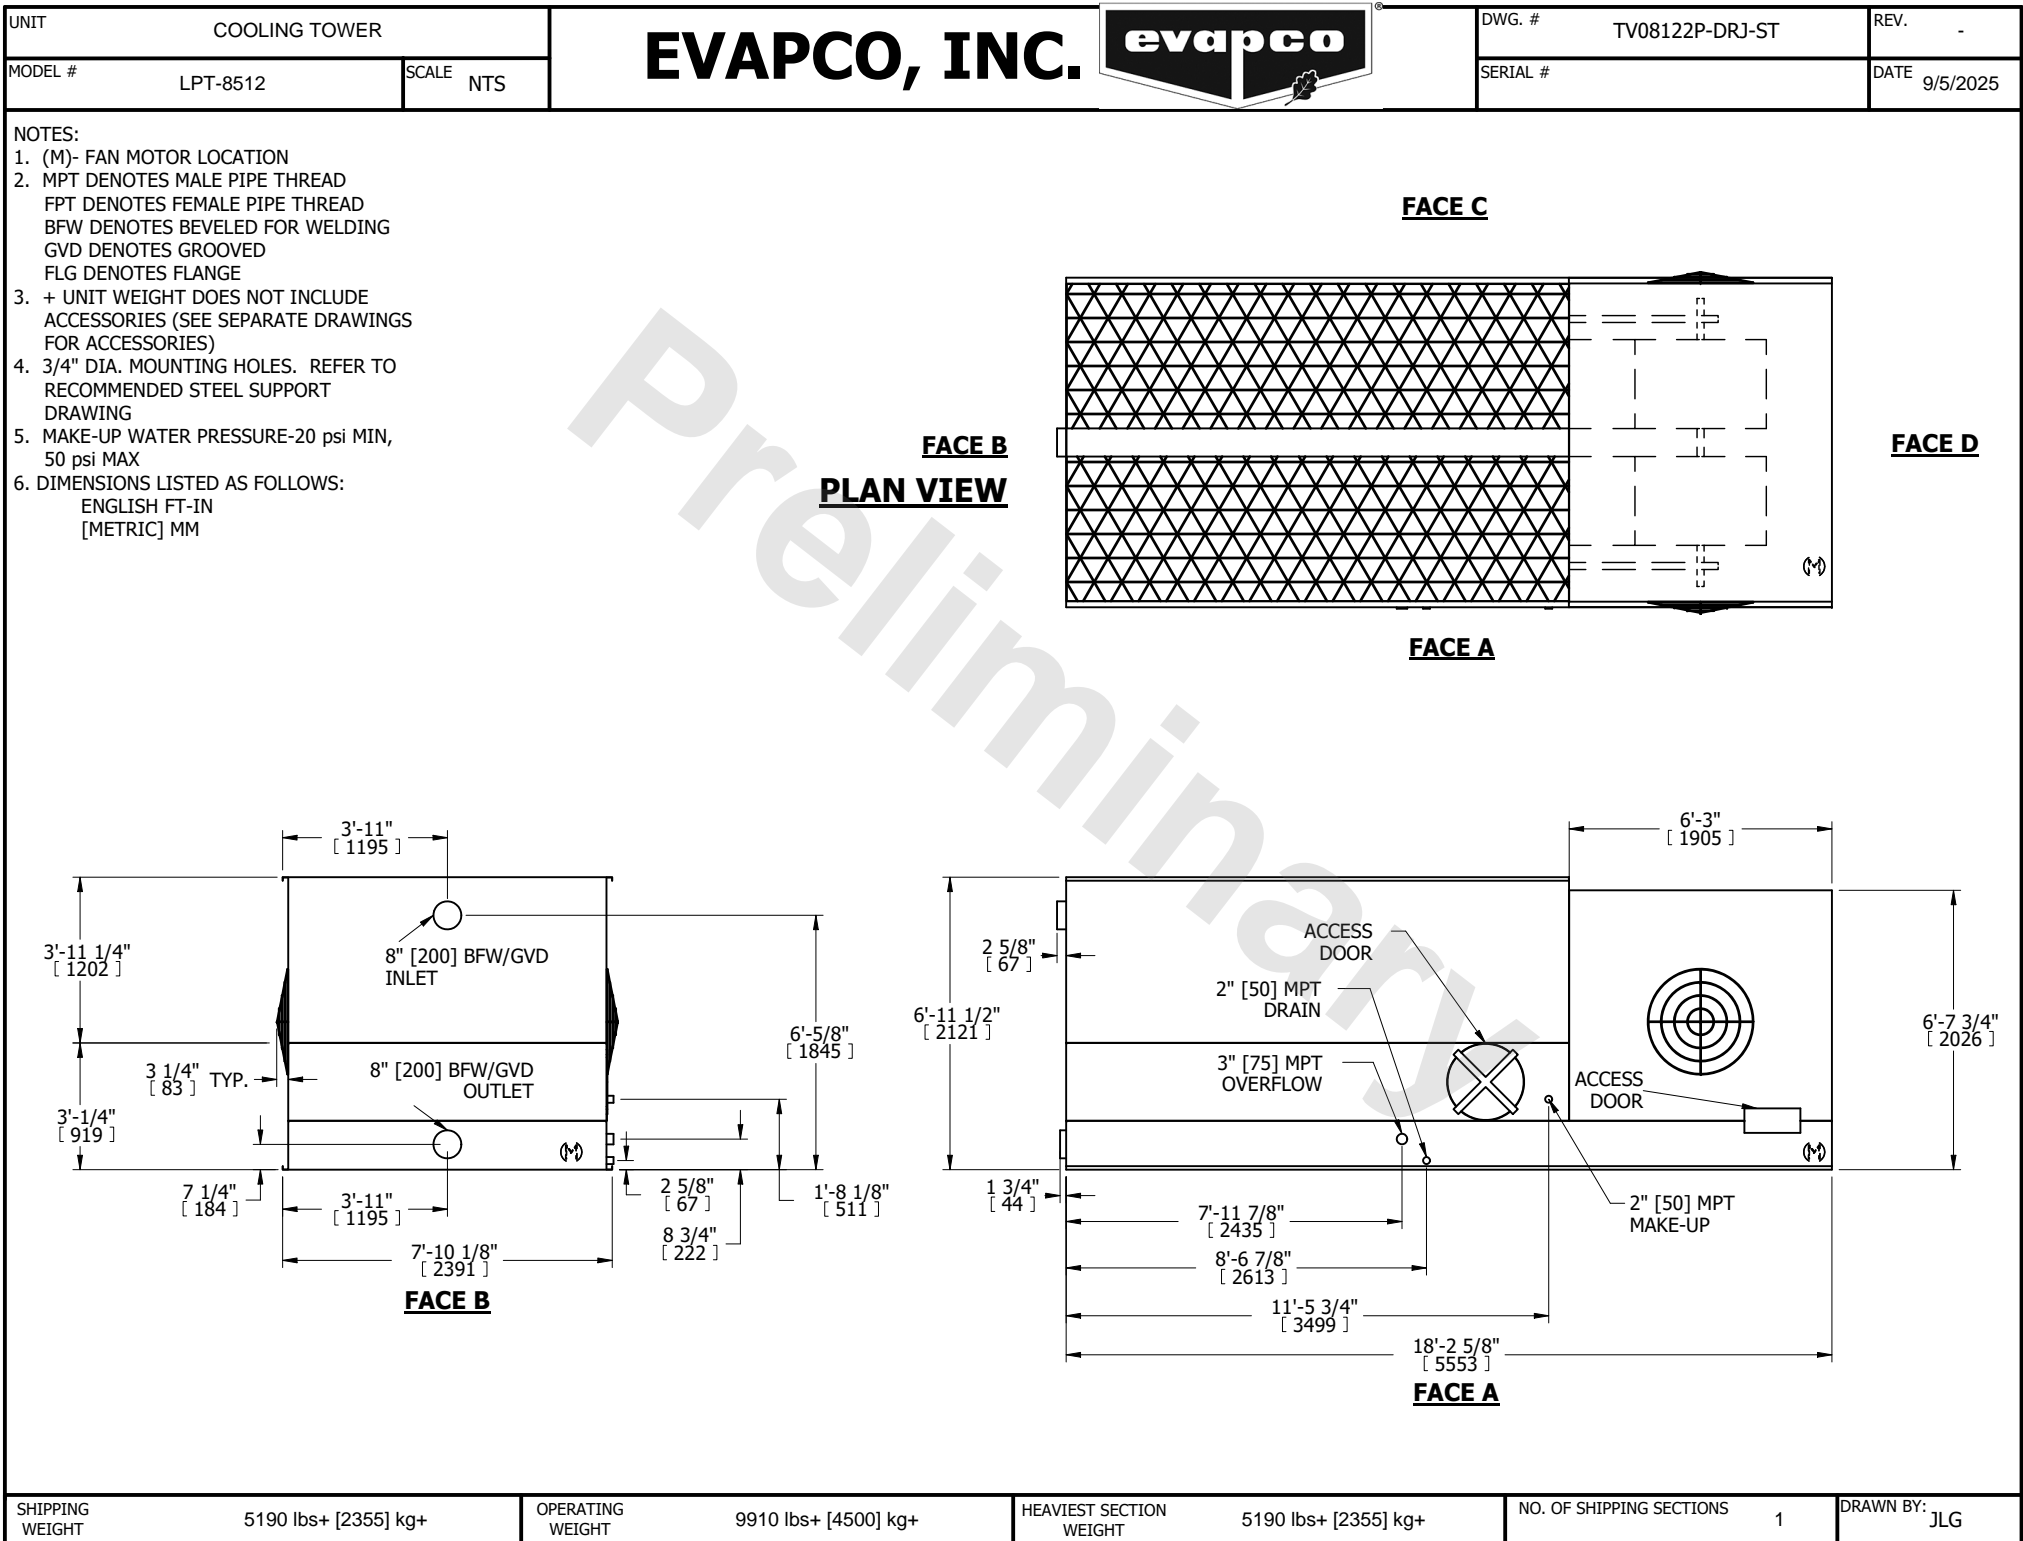 UNIT
COOLING TOWER
MODEL #
LPT-8512
SCALE
NTS
EVAPCO, INC.
evapco
®
DWG. #
TV08122P-DRJ-ST
REV.
-
SERIAL #
DATE
9/5/2025
NOTES:
1. (M)- FAN MOTOR LOCATION
2. MPT DENOTES MALE PIPE THREAD
FPT DENOTES FEMALE PIPE THREAD
BFW DENOTES BEVELED FOR WELDING
GVD DENOTES GROOVED
FLG DENOTES FLANGE
3. + UNIT WEIGHT DOES NOT INCLUDE
ACCESSORIES (SEE SEPARATE DRAWINGS
FOR ACCESSORIES)
4. 3/4" DIA. MOUNTING HOLES. REFER TO
RECOMMENDED STEEL SUPPORT
DRAWING
5. MAKE-UP WATER PRESSURE-20 psi MIN,
50 psi MAX
6. DIMENSIONS LISTED AS FOLLOWS:
ENGLISH FT-IN
[METRIC] MM
Preliminary
FACE C
FACE B
PLAN VIEW
FACE D
(M)
FACE A
3'-11"
[ 1195 ]
3'-11 1/4"
[ 1202 ]
8" [200] BFW/GVD
INLET
6'-5/8"
[ 1845 ]
3 1/4"
[ 83 ]
TYP.
8" [200] BFW/GVD
OUTLET
3'-1/4"
[ 919 ]
(M)
7 1/4"
[ 184 ]
3'-11"
[ 1195 ]
2 5/8"
[ 67 ]
1'-8 1/8"
[ 511 ]
8 3/4"
[ 222 ]
7'-10 1/8"
[ 2391 ]
FACE B
6'-3"
[ 1905 ]
2 5/8"
[ 67 ]
ACCESS
DOOR
2" [50] MPT
DRAIN
6'-11 1/2"
[ 2121 ]
6'-7 3/4"
[ 2026 ]
3" [75] MPT
OVERFLOW
ACCESS
DOOR
(M)
1 3/4"
[ 44 ]
2" [50] MPT
MAKE-UP
7'-11 7/8"
[ 2435 ]
8'-6 7/8"
[ 2613 ]
11'-5 3/4"
[ 3499 ]
18'-2 5/8"
[ 5553 ]
FACE A
SHIPPING
WEIGHT
5190 lbs+ [2355] kg+
OPERATING
WEIGHT
9910 lbs+ [4500] kg+
HEAVIEST SECTION
WEIGHT
5190 lbs+ [2355] kg+
NO. OF SHIPPING SECTIONS
1
DRAWN BY:
JLG